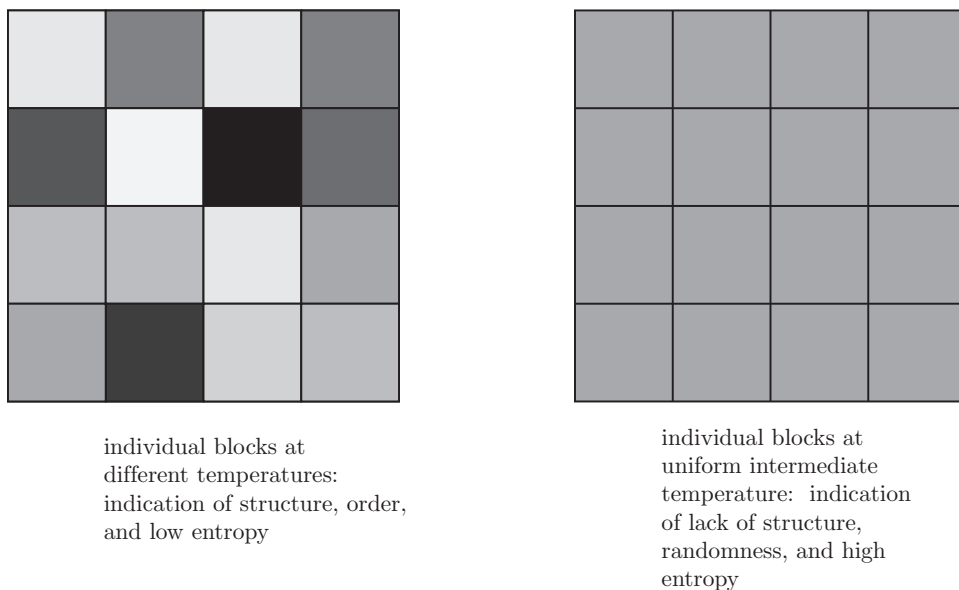 individual blocks at
different temperatures:
indication of structure, order,
and low entropy
individual blocks at
uniform intermediate
temperature: indication
of lack of structure,
randomness, and high
entropy